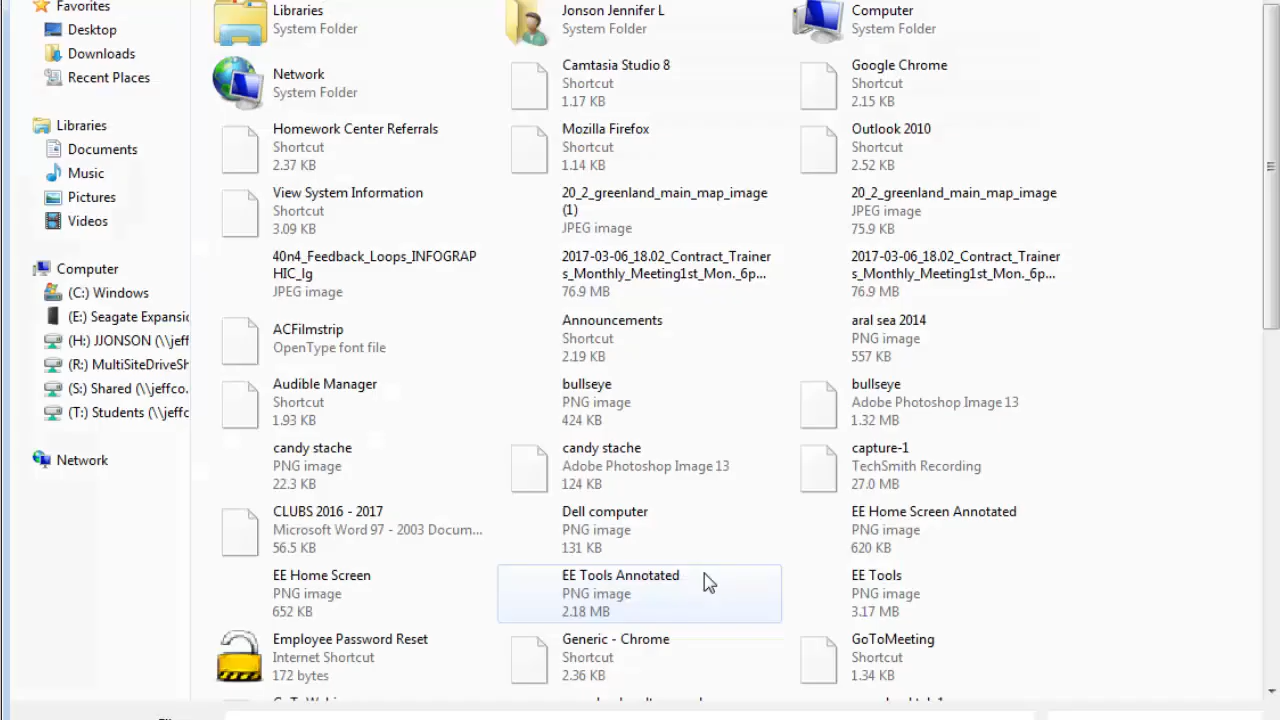 Favorites
Desktop
Downloads
Recent Places
Libraries
Documents
Music
Pictures
Videos
Computer
(C:) Windows
(E:) Seagate Expansi
(H:) JJONSON (\\jeff
(R:) MultiSiteDriveSh
(S:) Shared (\\jeffco.
(T:) Students (\\jeffc
Network
Libraries
System Folder
Jonson Jennifer L
System Folder
Computer
System Folder
Network
System Folder
Camtasia Studio 8
Shortcut
1.17 KB
Google Chrome
Shortcut
2.15 KB
Homework Center Referrals
Shortcut
2.37 KB
Mozilla Firefox
Shortcut
1.14 KB
Outlook 2010
Shortcut
2.52 KB
View System Information
Shortcut
3.09 KB
20_2_greenland_main_map_image
(1)
JPEG image
20_2_greenland_main_map_image
JPEG image
75.9 KB
40n4_Feedback_Loops_INFOGRAP
HIC_lg
JPEG image
2017-03-06_18.02_Contract_Trainer
s_Monthly_Meeting1st_Mon._6p...
76.9 MB
2017-03-06_18.02_Contract_Trainer
s_Monthly_Meeting1st_Mon._6p...
76.9 MB
ACFilmstrip
OpenType font file
Announcements
Shortcut
2.19 KB
aral sea 2014
PNG image
557 KB
Audible Manager
Shortcut
1.93 KB
bullseye
PNG image
424 KB
bullseye
Adobe Photoshop Image 13
1.32 MB
candy stache
PNG image
22.3 KB
candy stache
Adobe Photoshop Image 13
124 KB
capture-1
TechSmith Recording
27.0 MB
CLUBS 2016 - 2017
Microsoft Word 97 - 2003 Docum...
56.5 KB
Dell computer
PNG image
131 KB
EE Home Screen Annotated
PNG image
620 KB
EE Home Screen
PNG image
652 KB
EE Tools Annotated
PNG image
2.18 MB
EE Tools
PNG image
3.17 MB
Employee Password Reset
Internet Shortcut
172 bytes
Generic - Chrome
Shortcut
2.36 KB
GoToMeeting
Shortcut
1.34 KB